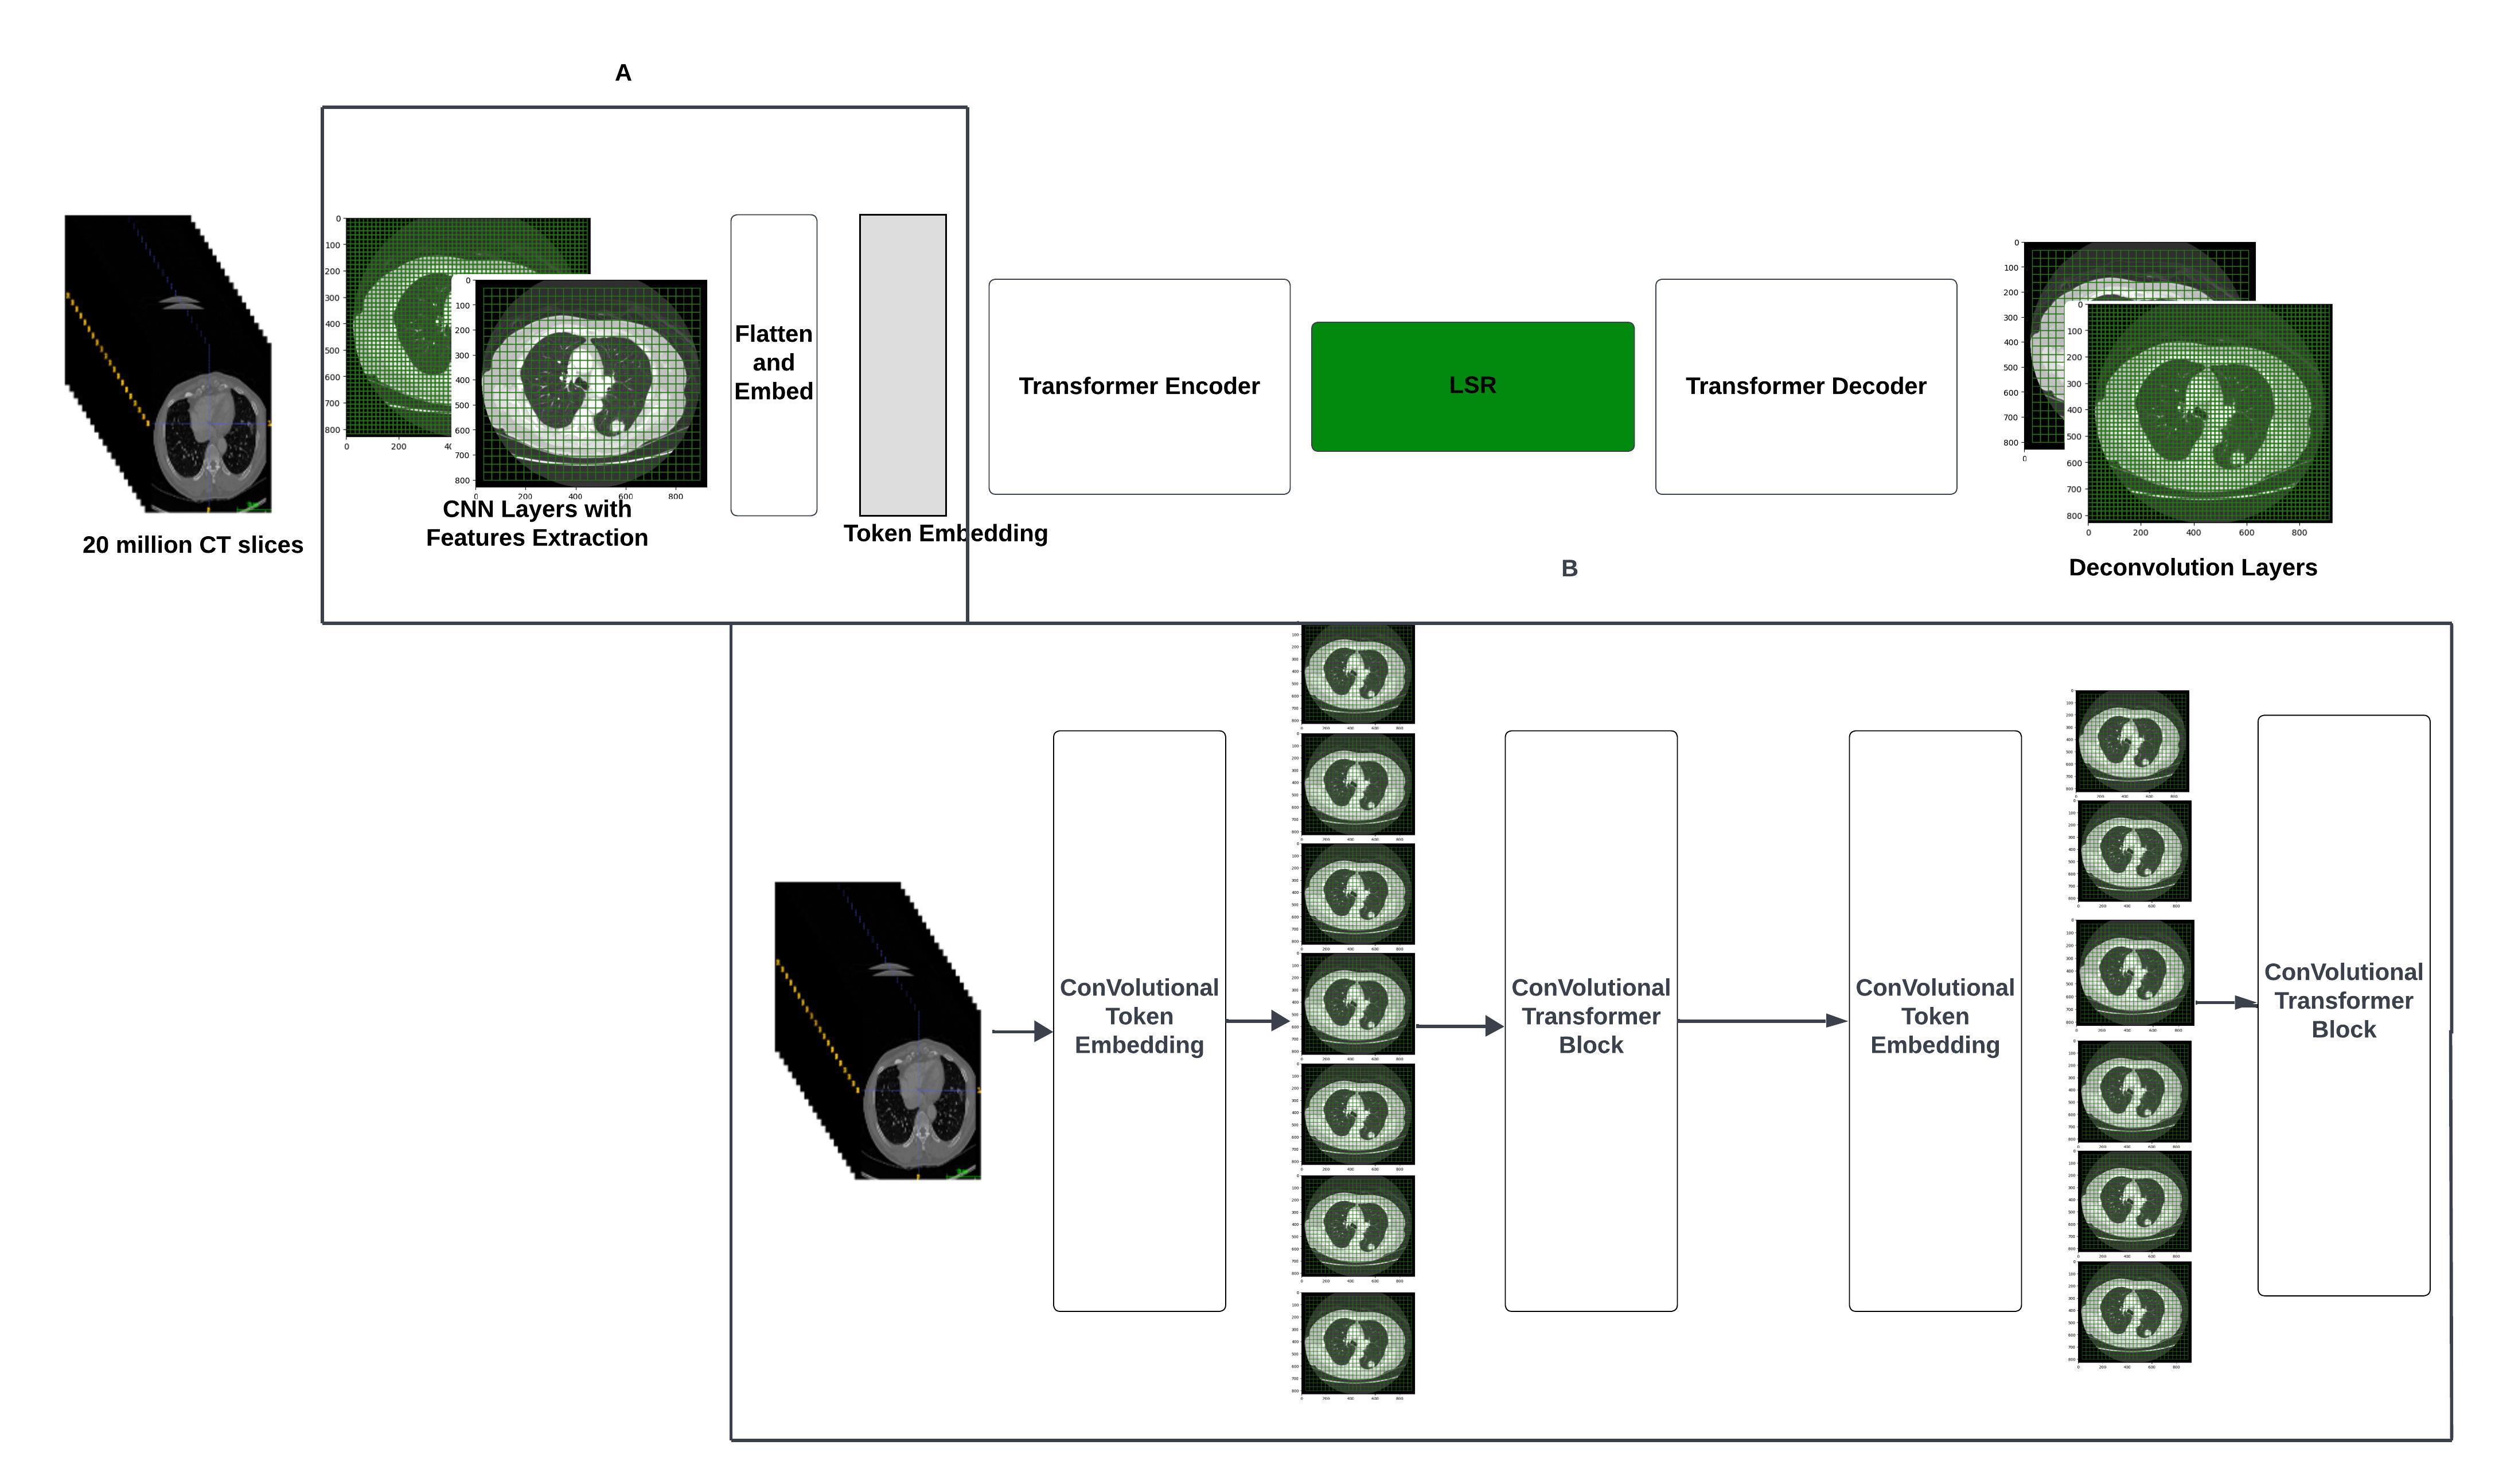 A
0
100
200
300
400
500
600
700
800
0
200
0
100
200
300
400
500
600
700
800
0
200
400
600
800
CNN Layers with
Features Extraction
20 million CT slices
Flatten
and
Embed
Token Embedding
Transformer Encoder
LSR
Transformer Decoder
0
100
200
300
400
500
600
700
800
0
0
100
200
300
400
500
600
700
800
0
200
400
600
800
Deconvolution Layers
B
ConVolutional
Token
Embedding
ConVolutional
Transformer
Block
ConVolutional
Token
Embedding
ConVolutional
Transformer
Block